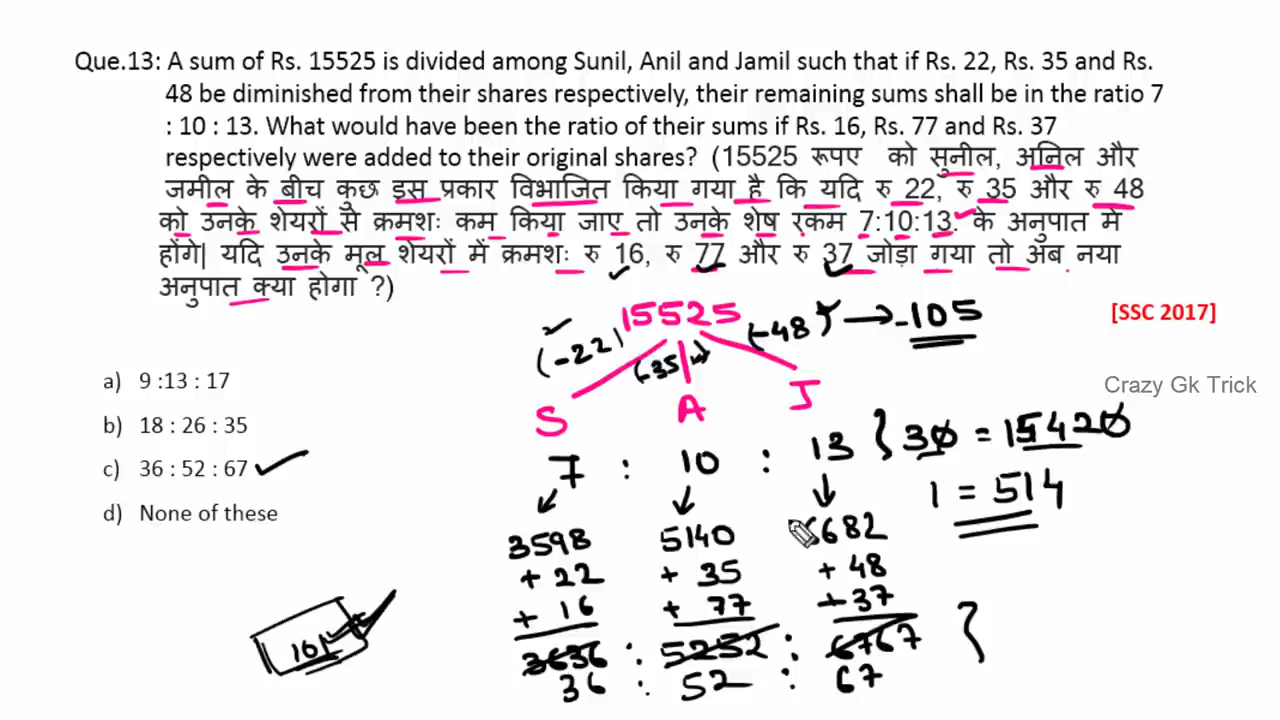 Que.13: A sum of Rs. 15525 is divided among Sunil, Anil and Jamil such that if Rs. 22, Rs. 35 and Rs.
48 be diminished from their shares respectively, their remaining sums shall be in the ratio 7
: 10 : 13. What would have been the ratio of their sums if Rs. 16, Rs. 77 and Rs. 37
respectively were added to their original shares? (15525 रूपए को सुनील, अनिल और
जमील के बीच कुछ इस प्रकार विभाजित किया गया है कि यदि रु 22, रु 35 और रु 48
को उनके शेयरों से क्रमशः कम किया जाए तो उनके शेष रकम 7:10:13 के अनुपात में
होंगे| यदि उनके मूल शेयरों में क्रमशः रु 16, रु 77 और रु 37 जोड़ा गया तो अब नया
अनुपात क्या होगा ?)
[SSC 2017]
15525
(-22) (-35) (-48) → -105
S A J
a) 9 :13 : 17
b) 18 : 26 : 35
c) 36 : 52 : 67
d) None of these
Crazy Gk Trick
7 : 10 : 13 } 30 = 15420
1 = 514
3598 5140 6682
+ 22 + 35 + 48
+ 16 + 77 + 37
3636 : 5252 : 6767 }
36 : 52 : 67
101